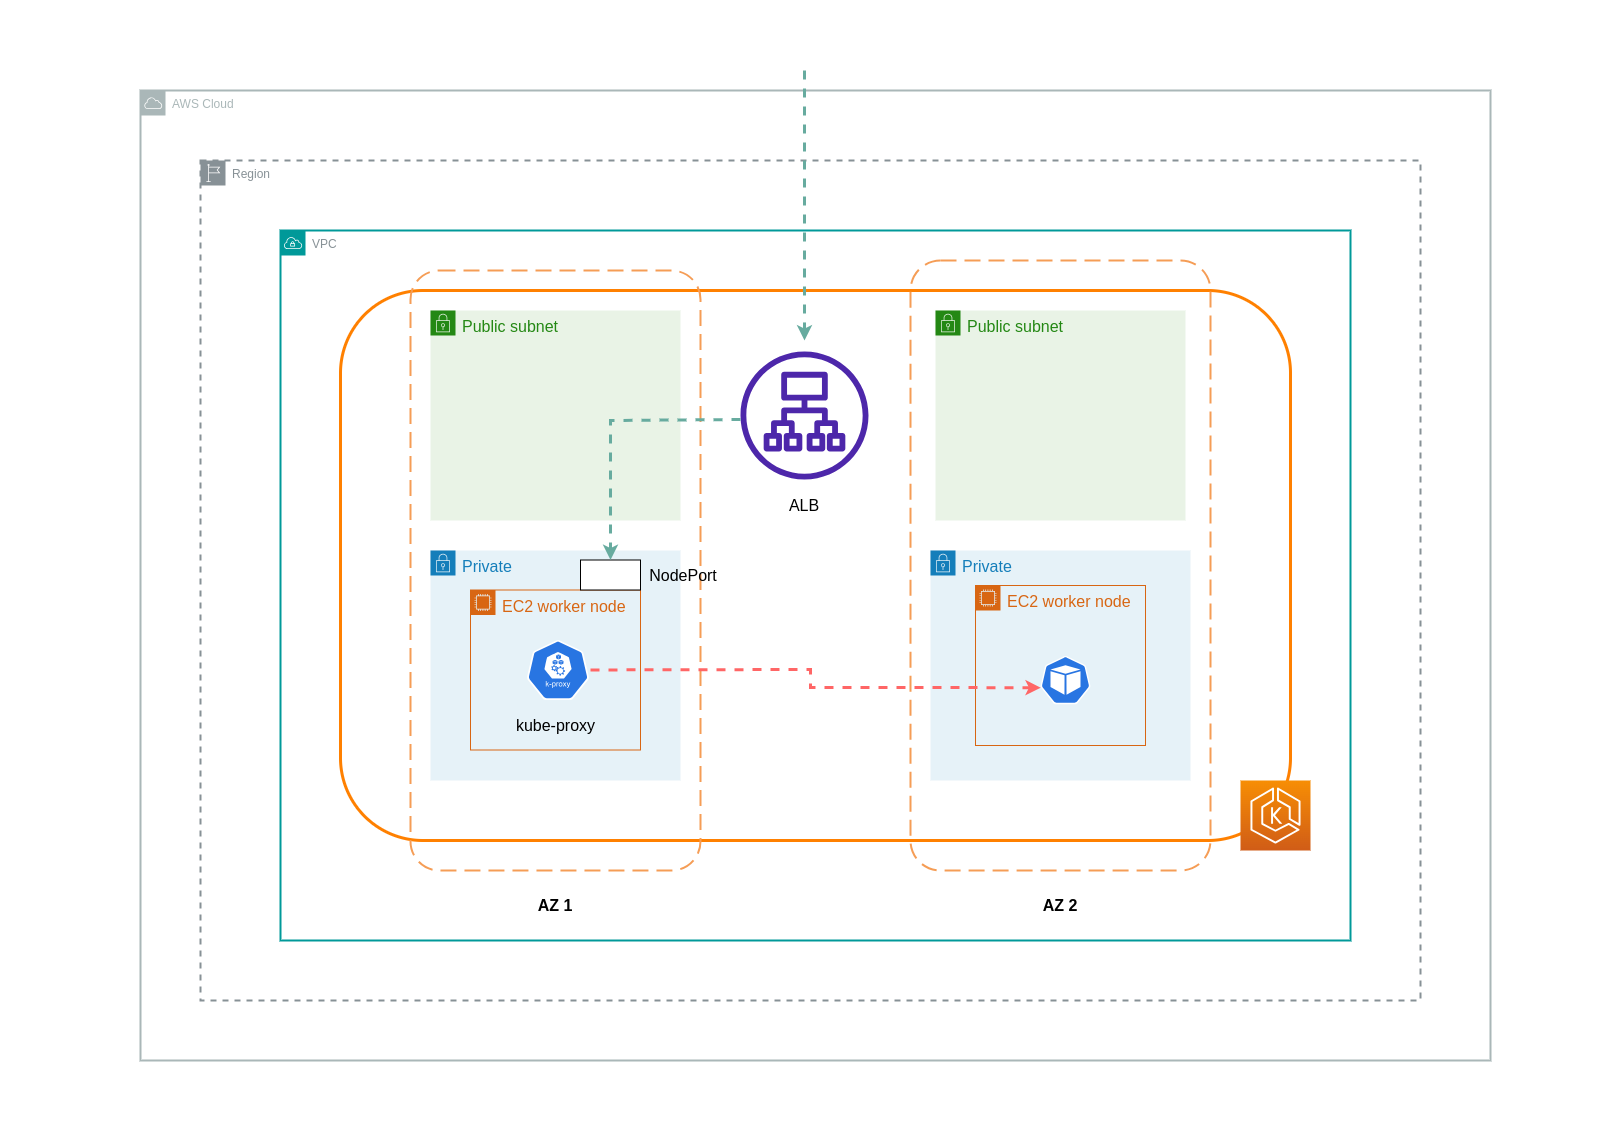 AWS Cloud
Region
VPC
Public subnet
Public subnet
ALB
Private
NodePort
Private
EC2 worker node
EC2 worker node
k-proxy
kube-proxy
K
AZ 1
AZ 2